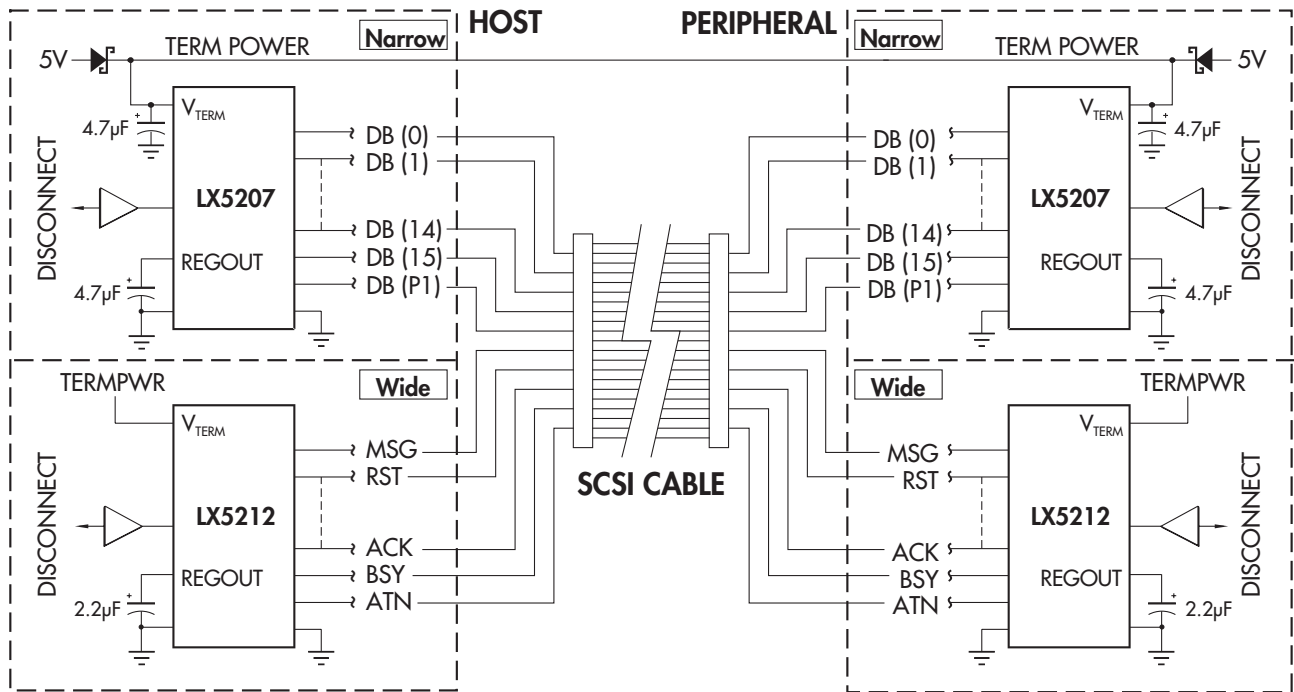 HOST
PERIPHERAL
Narrow
TERM POWER
5V
V_TERM
4.7µF
DISCONNECT
LX5207
REGOUT
4.7µF
DB (0)
DB (1)
DB (14)
DB (15)
DB (P1)
Narrow
TERM POWER
5V
V_TERM
4.7µF
DB (0)
DB (1)
LX5207
DISCONNECT
DB (14)
DB (15)
DB (P1)
REGOUT
4.7µF
TERMPWR
Wide
V_TERM
DISCONNECT
LX5212
REGOUT
2.2µF
MSG
RST
ACK
BSY
ATN
SCSI CABLE
Wide
TERMPWR
V_TERM
MSG
RST
LX5212
DISCONNECT
ACK
BSY
ATN
REGOUT
2.2µF